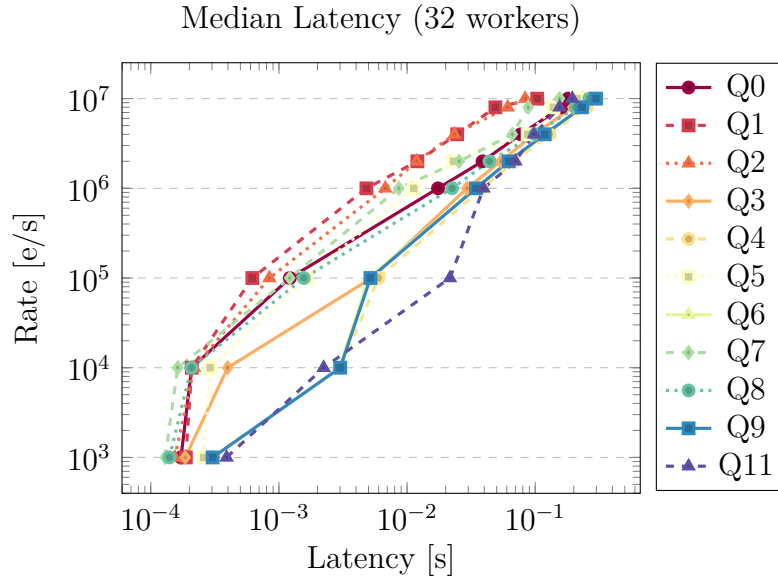 Median Latency (32 workers)
Rate [e/s]
10^7
10^6
10^5
10^4
10^3
10^−4
10^−3
10^−2
10^−1
Latency [s]
Q0
Q1
Q2
Q3
Q4
Q5
Q6
Q7
Q8
Q9
Q11